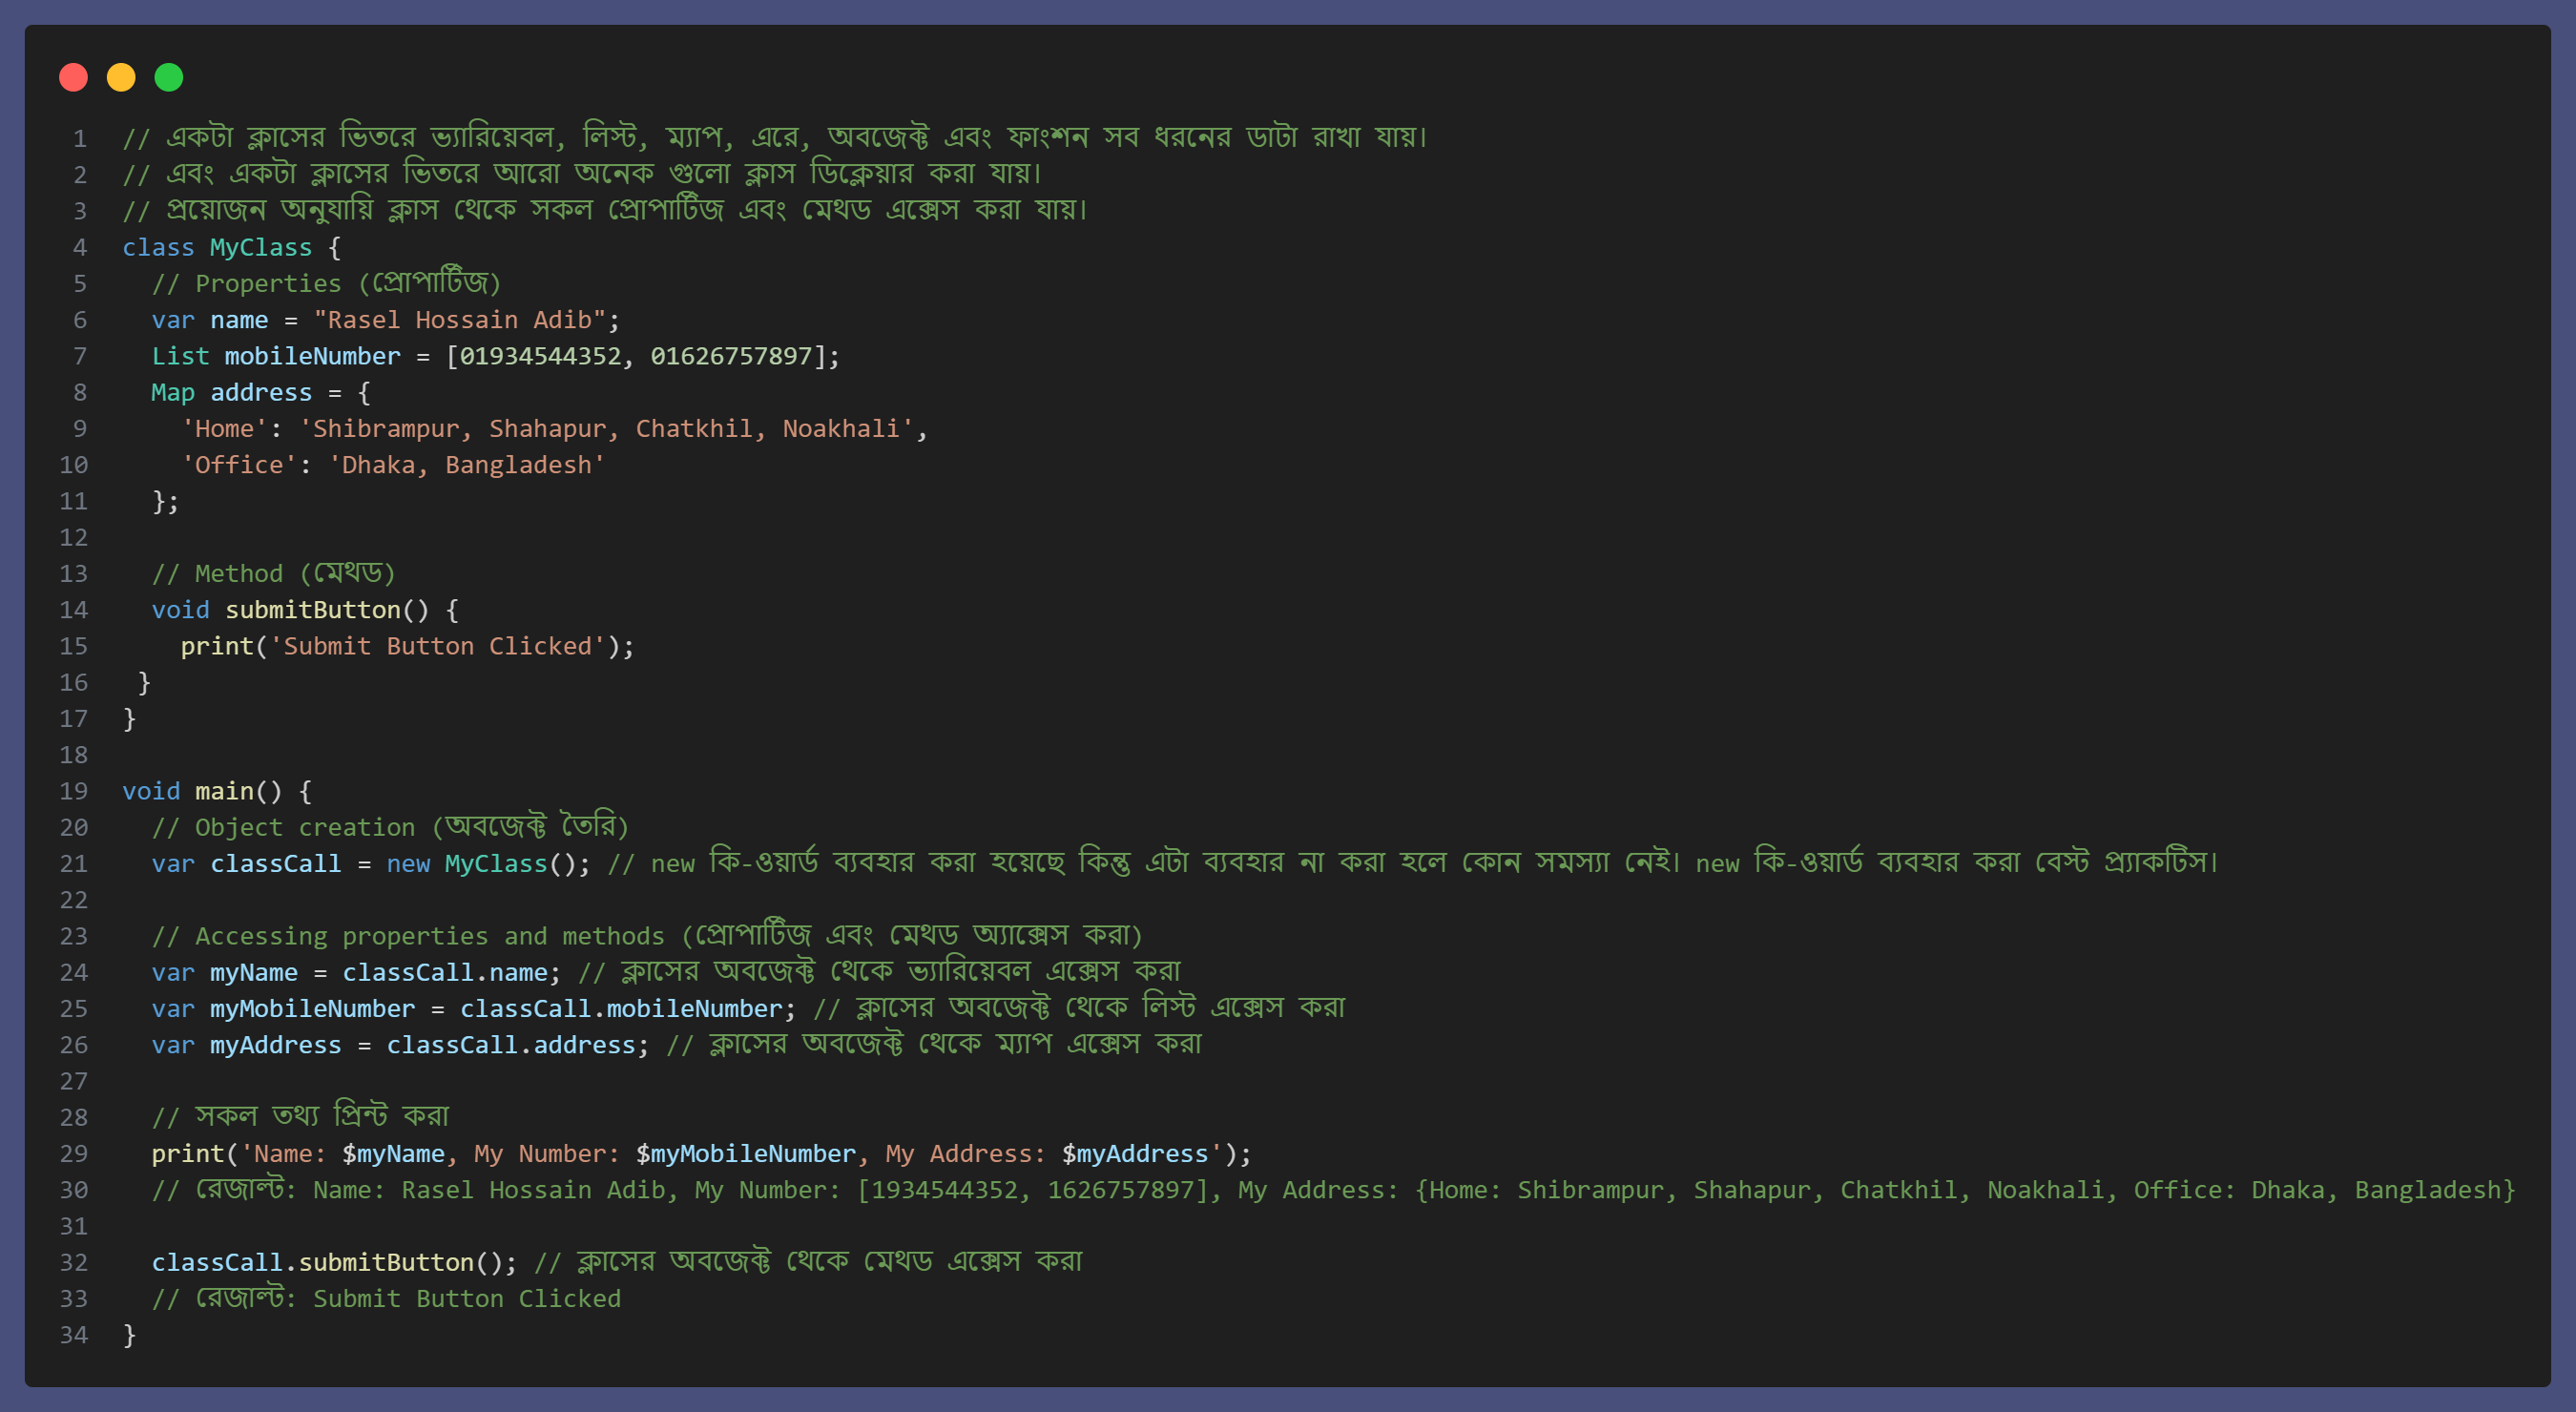 1 // একটা ক্লাসের ভিতরে ভ্যারিয়েবল, লিস্ট, ম্যাপ, এরে, অবজেক্ট এবং ফাংশন সব ধরনের ডাটা রাখা যায়।
2 // এবং একটা ক্লাসের ভিতরে আরো অনেক গুলো ক্লাস ডিক্লেয়ার করা যায়।
3 // প্রয়োজন অনুযায়ি ক্লাস থেকে সকল প্রোপার্টিজ এবং মেথড এক্সেস করা যায়।
4 class MyClass {
5 // Properties (প্রোপার্টিজ)
6 var name = "Rasel Hossain Adib";
7 List mobileNumber = [01934544352, 01626757897];
8 Map address = {
9 'Home': 'Shibrampur, Shahapur, Chatkhil, Noakhali',
10 'Office': 'Dhaka, Bangladesh'
11 };
12
13 // Method (মেথড)
14 void submitButton() {
15 print('Submit Button Clicked');
16 }
17 }
18
19 void main() {
20 // Object creation (অবজেক্ট তৈরি)
21 var classCall = new MyClass(); // new কি-ওয়ার্ড ব্যবহার করা হয়েছে কিন্তু এটা ব্যবহার না করা হলে কোন সমস্যা নেই। new কি-ওয়ার্ড ব্যবহার করা বেস্ট প্র্যাকটিস।
22
23 // Accessing properties and methods (প্রোপার্টিজ এবং মেথড অ্যাক্সেস করা)
24 var myName = classCall.name; // ক্লাসের অবজেক্ট থেকে ভ্যারিয়েবল এক্সেস করা
25 var myMobileNumber = classCall.mobileNumber; // ক্লাসের অবজেক্ট থেকে লিস্ট এক্সেস করা
26 var myAddress = classCall.address; // ক্লাসের অবজেক্ট থেকে ম্যাপ এক্সেস করা
27
28 // সকল তথ্য প্রিন্ট করা
29 print('Name: $myName, My Number: $myMobileNumber, My Address: $myAddress');
30 // রেজাল্ট: Name: Rasel Hossain Adib, My Number: [1934544352, 1626757897], My Address: {Home: Shibrampur, Shahapur, Chatkhil, Noakhali, Office: Dhaka, Bangladesh}
31
32 classCall.submitButton(); // ক্লাসের অবজেক্ট থেকে মেথড এক্সেস করা
33 // রেজাল্ট: Submit Button Clicked
34 }